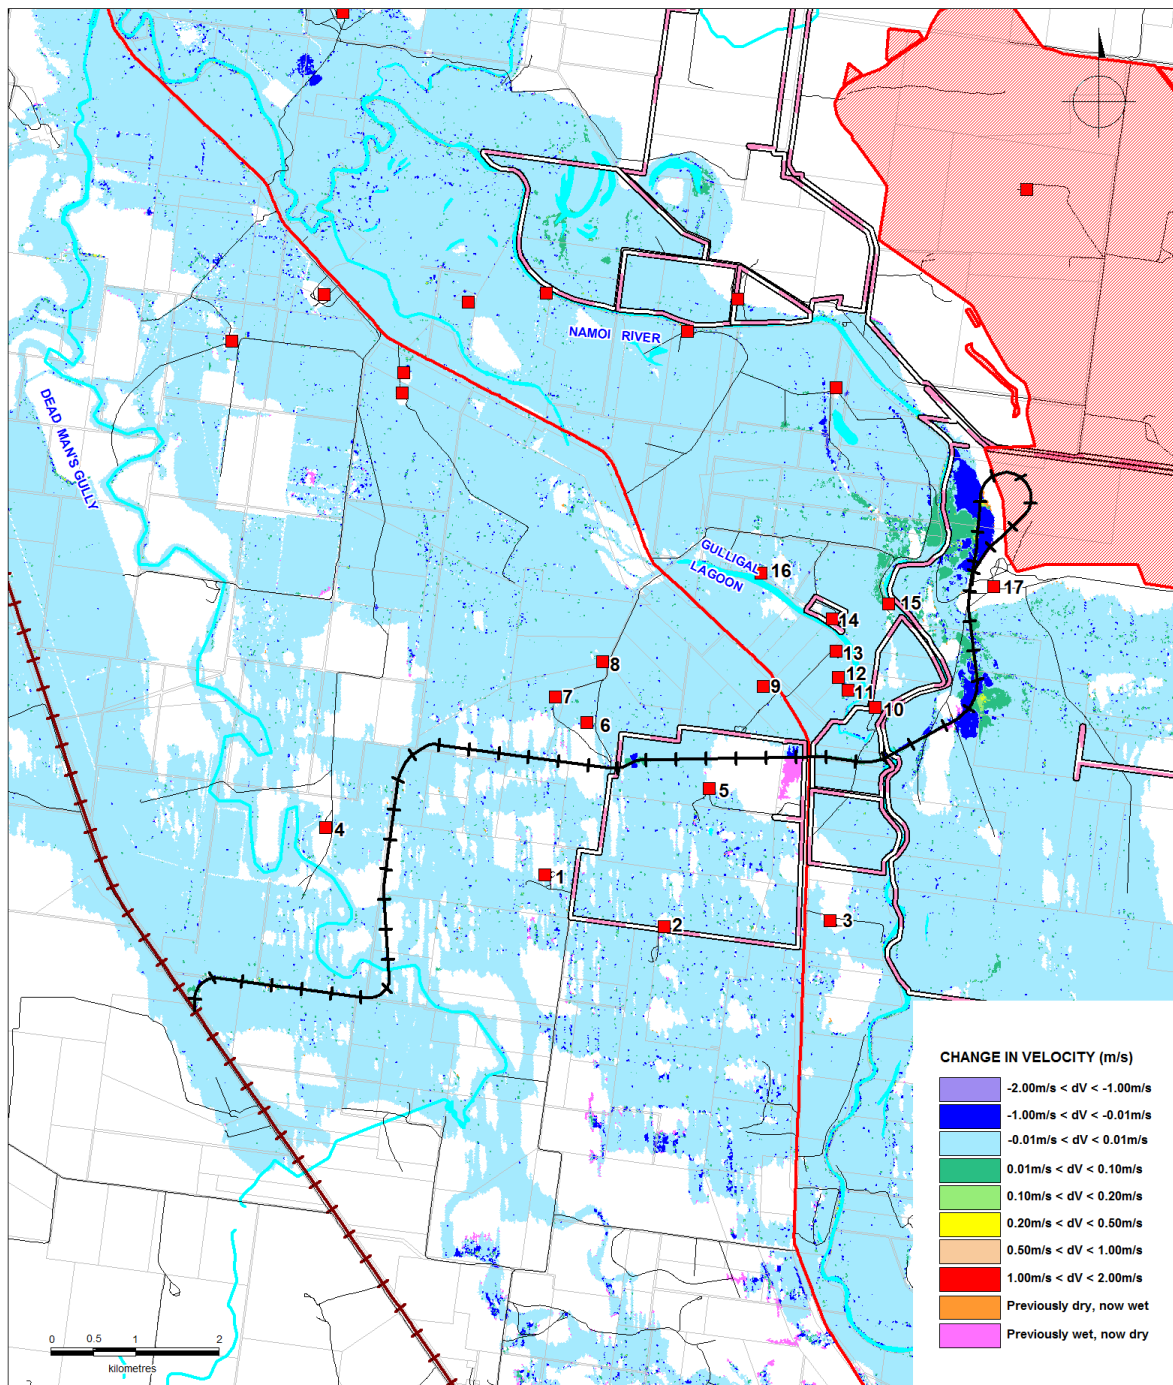 NAMOI RIVER
DEAD MAN'S GULLY
GULLIGAL
LAGOON
16
17
15
14
13
12
11
10
9
8
7
6
5
4
1
2
3
CHANGE IN VELOCITY (m/s)
-2.00m/s < dV < -1.00m/s
-1.00m/s < dV < -0.01m/s
-0.01m/s < dV < 0.01m/s
0.01m/s < dV < 0.10m/s
0.10m/s < dV < 0.20m/s
0.20m/s < dV < 0.50m/s
0.50m/s < dV < 1.00m/s
1.00m/s < dV < 2.00m/s
Previously dry, now wet
Previously wet, now dry
0 0.5 1 2
kilometres